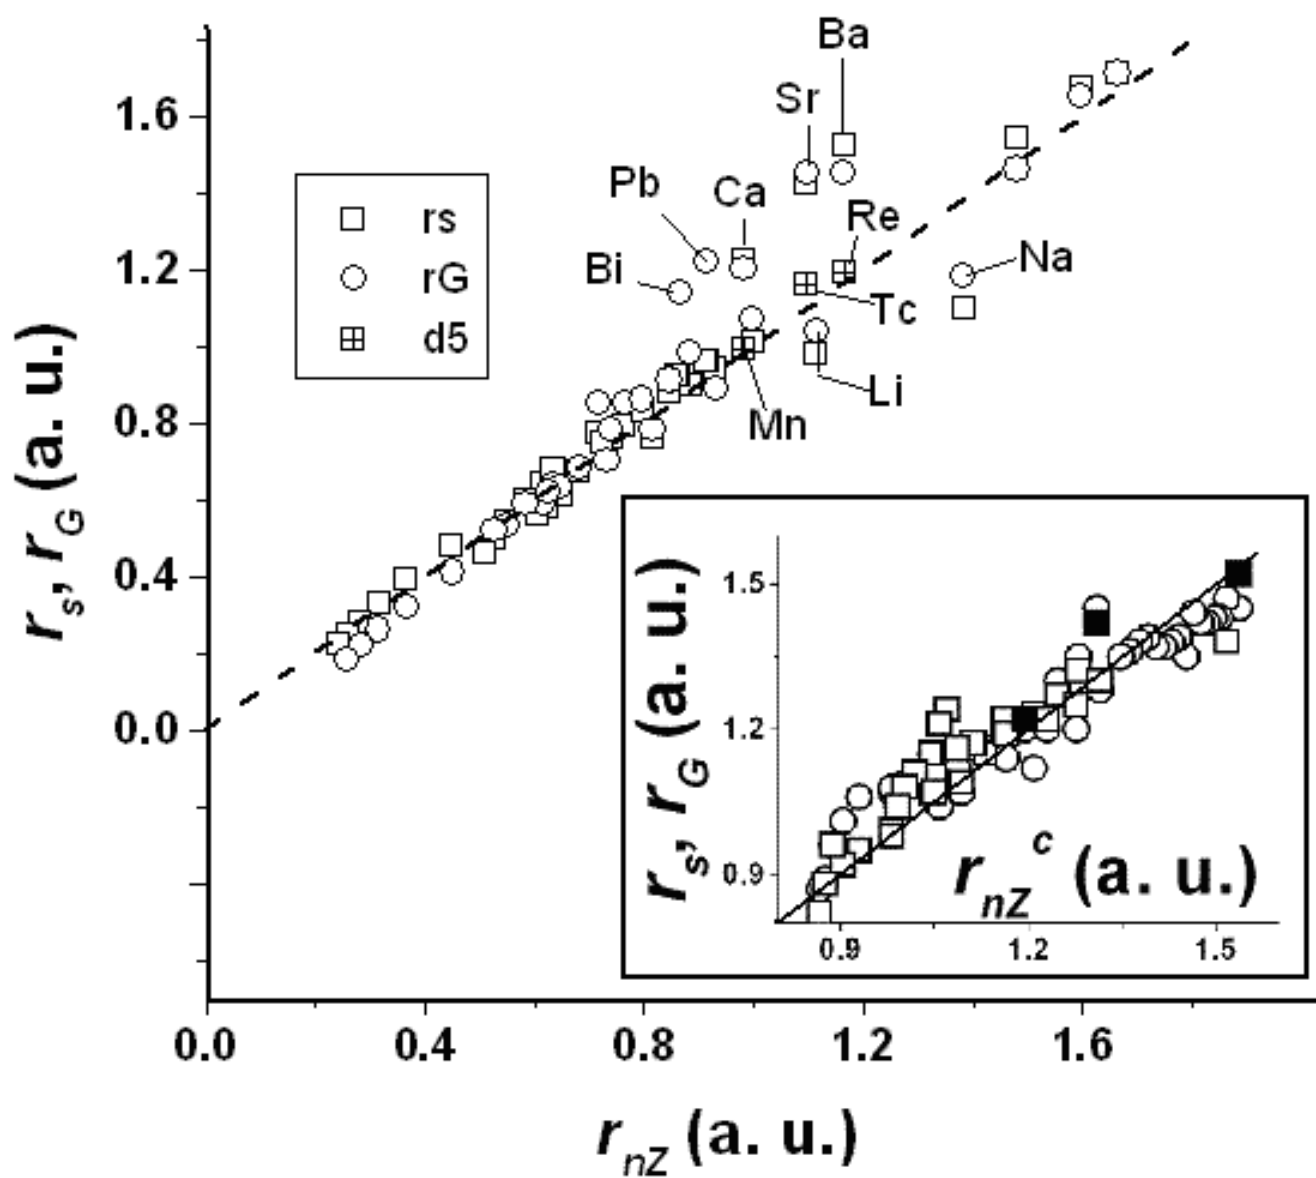 Ba
Sr
1.6
Pb
Ca
rs
Re
Bi
1.2
rG
Na
Tc
d5
Li
0.8
Mn
rs, rG (a. u.)
0.4
1.5
0.0
1.2
rs, rG (a. u.)
rnZ^c (a. u.)
0.9
0.9 1.2 1.5
0.0 0.4 0.8 1.2 1.6
rnZ (a. u.)